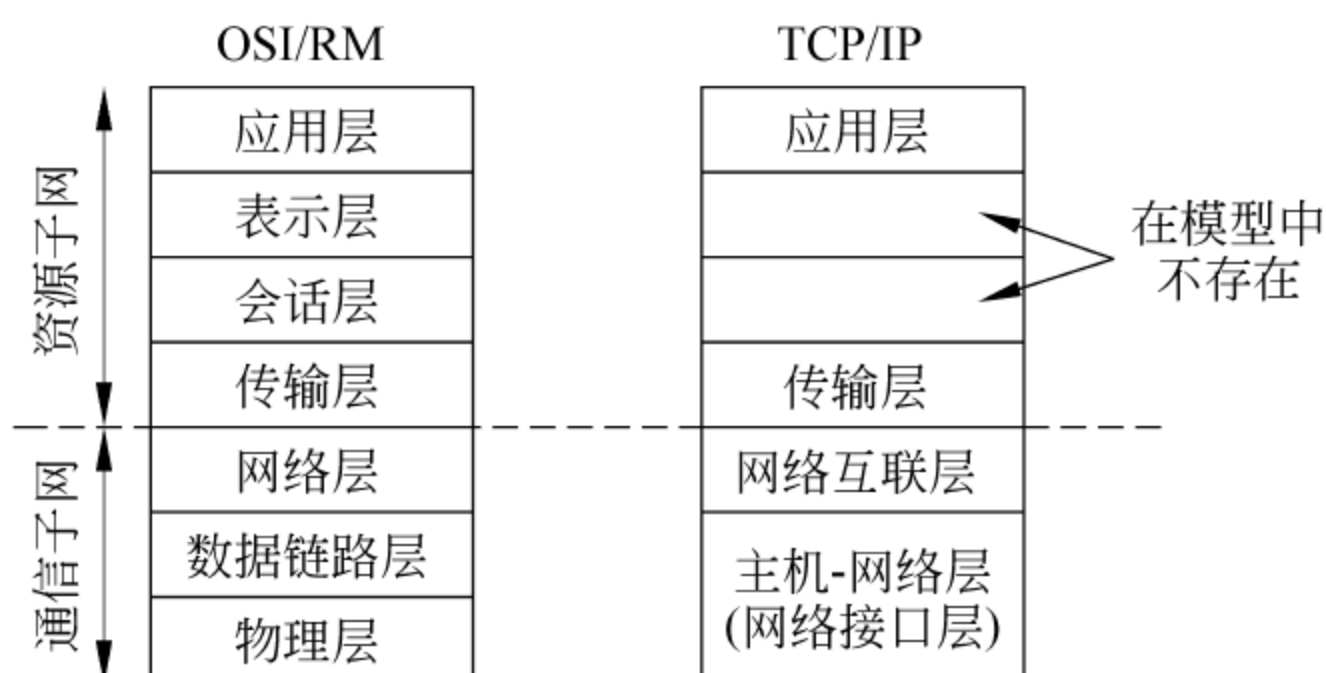 OSI/RM
TCP/IP
资源子网
通信子网
应用层
表示层
会话层
传输层
网络层
数据链路层
物理层
应用层
传输层
网络互联层
主机-网络层
(网络接口层)
在模型中
不存在